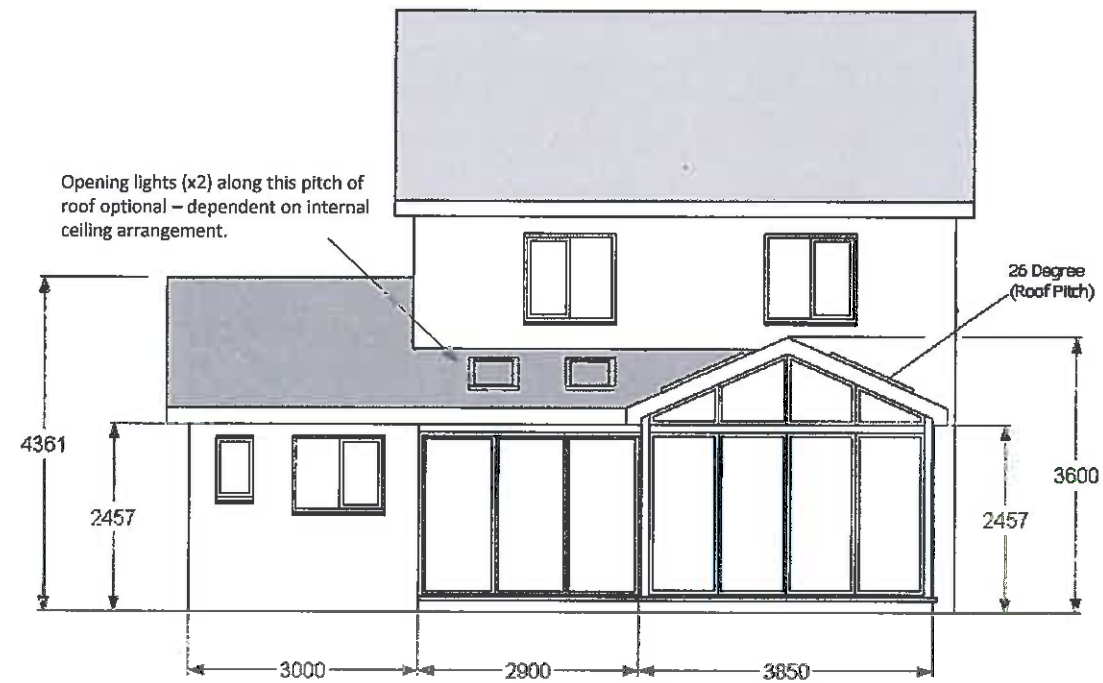 Opening lights (x2) along this pitch of
roof optional – dependent on internal
ceiling arrangement.
26 Degree
(Roof Pitch)
4361
2457
3600
2457
3000
2900
3850